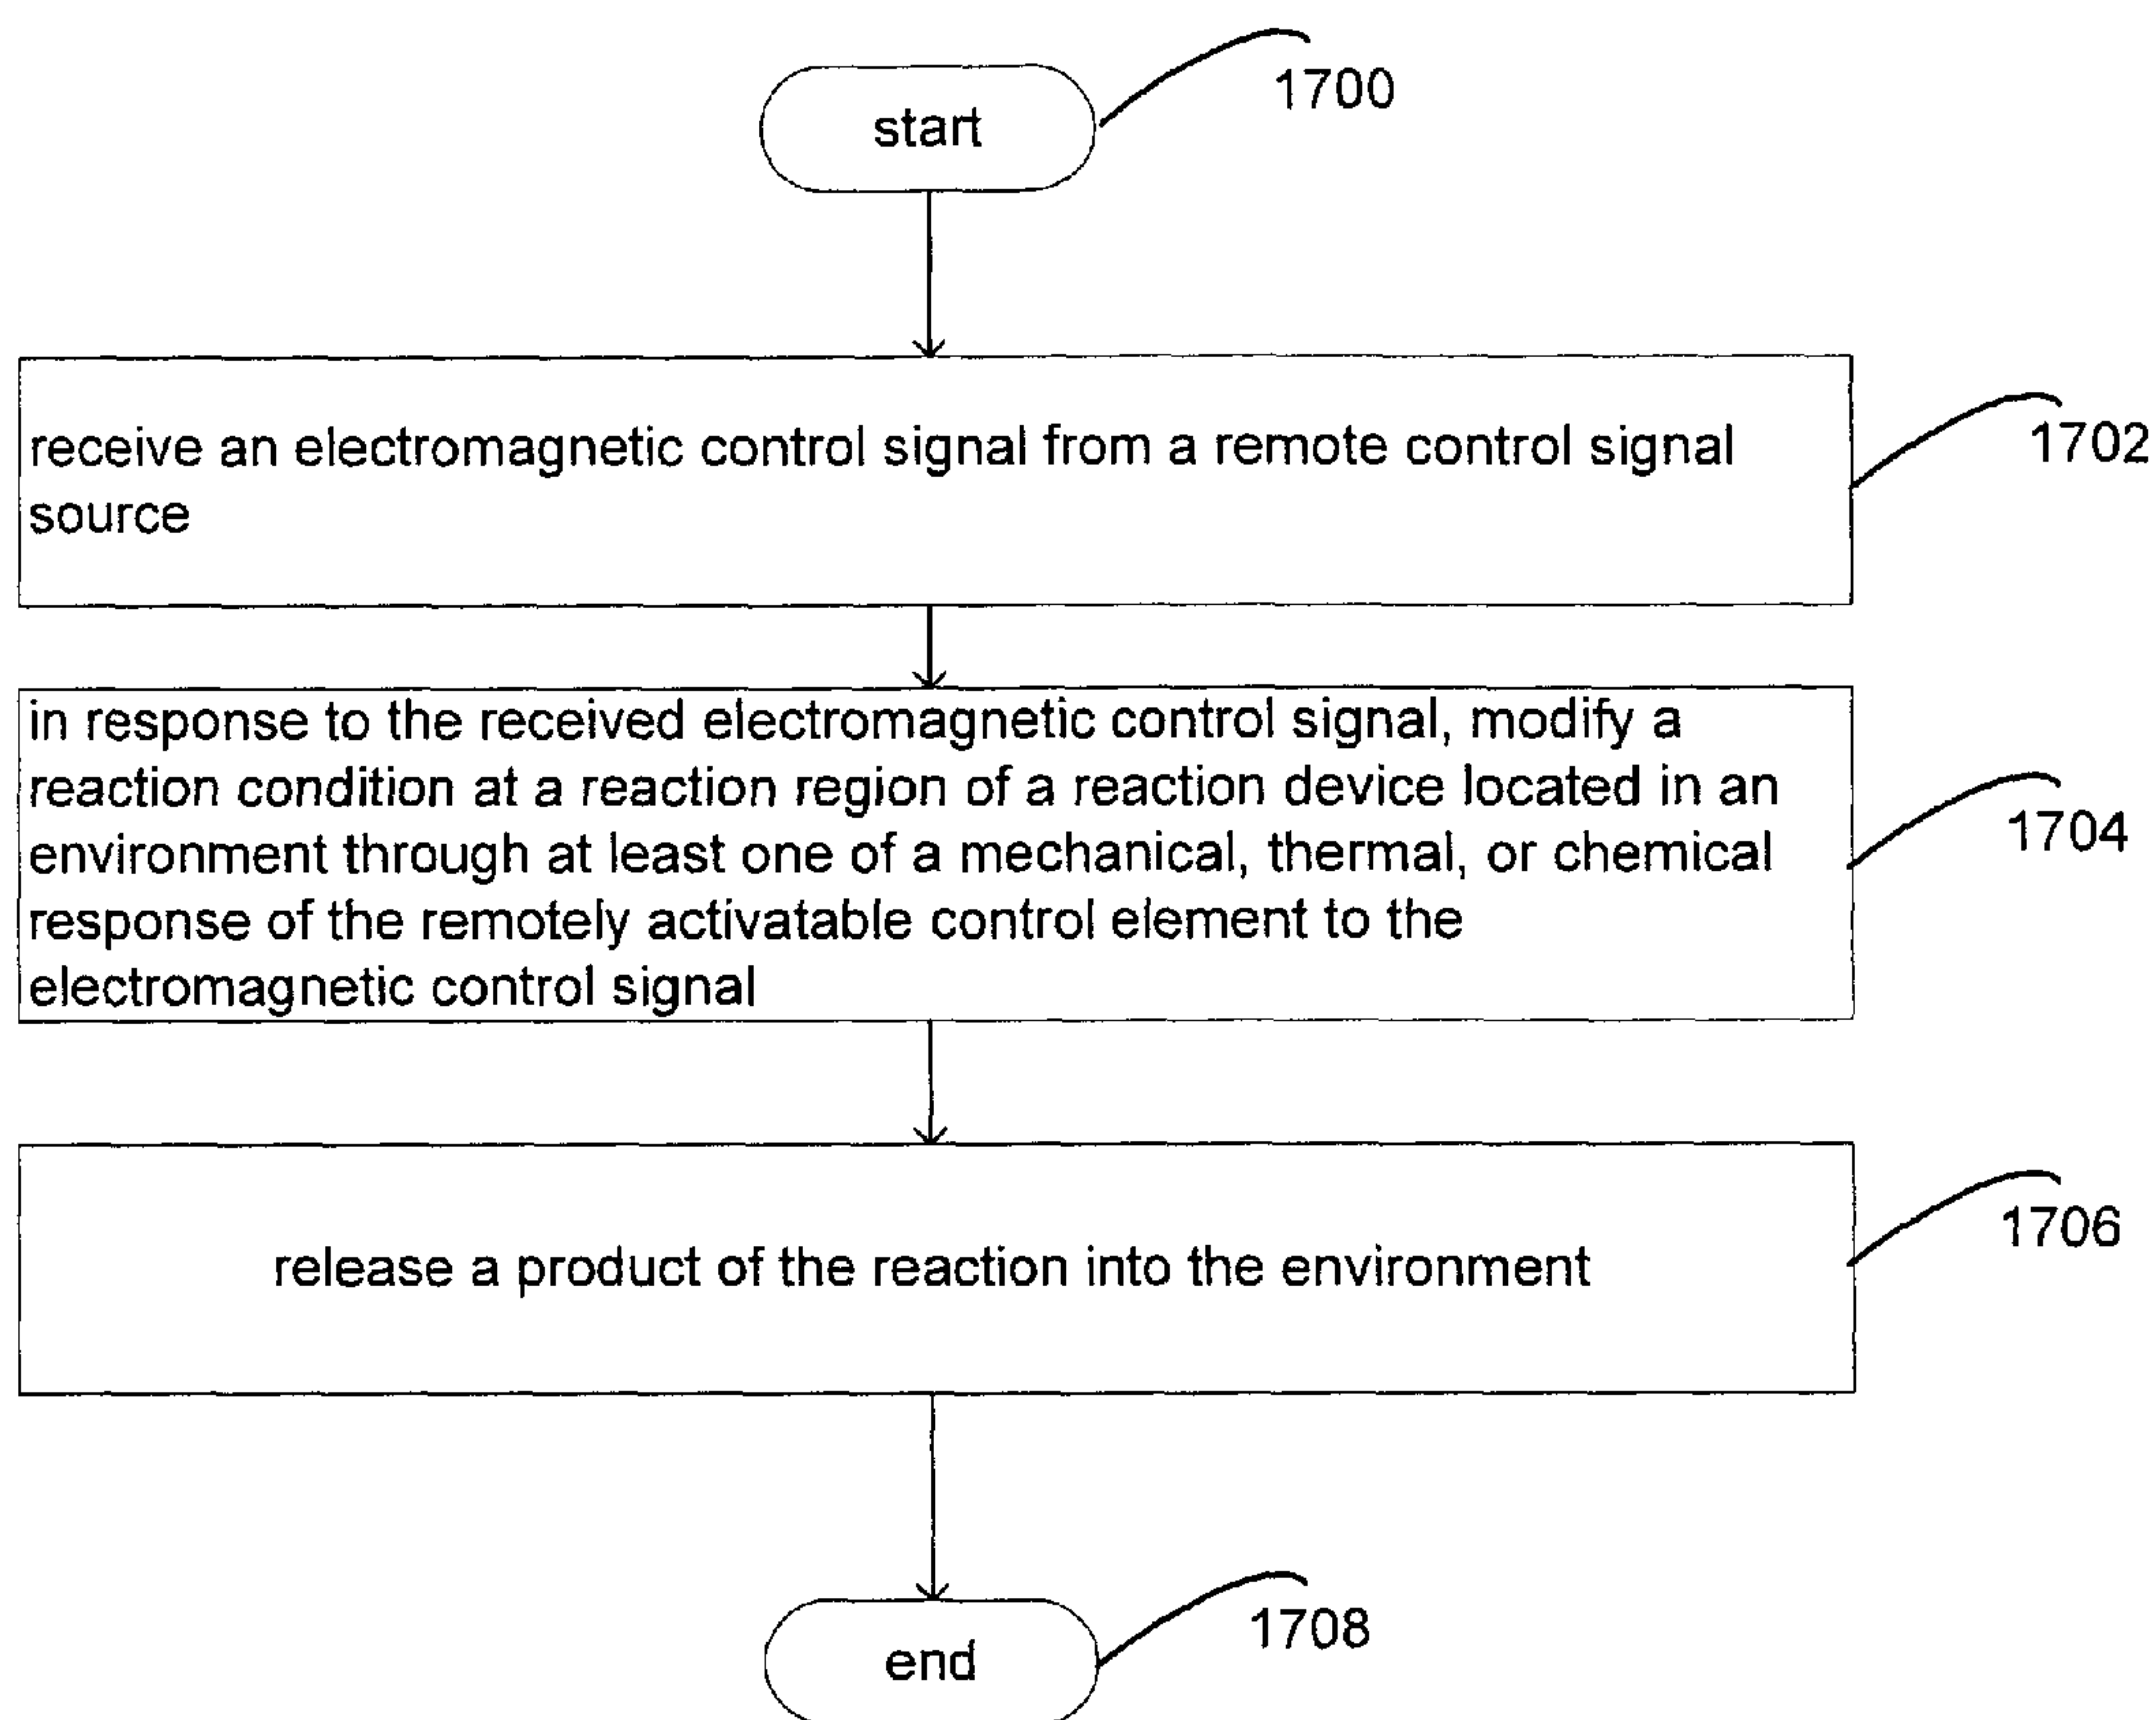 1700
start
receive an electromagnetic control signal from a remote control signal
source
1702
in response to the received electromagnetic control signal, modify a
reaction condition at a reaction region of a reaction device located in an
environment through at least one of a mechanical, thermal, or chemical
response of the remotely activatable control element to the
electromagnetic control signal
1704
release a product of the reaction into the environment
1706
end
1708